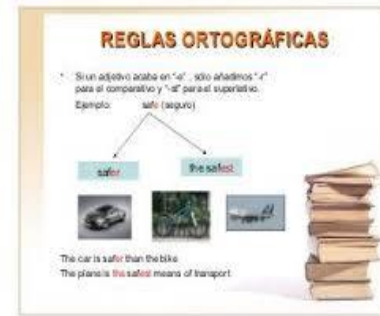 REGLAS ORTOGRÁFICAS
• Si un adjetivo acaba en "-e", sólo añadimos "-r"
para el comparativo y "-st" para el superlativo.
Ejemplo: safe (seguro)
safer
the safest
The car is safer than the bike
The plane is the safest means of transport